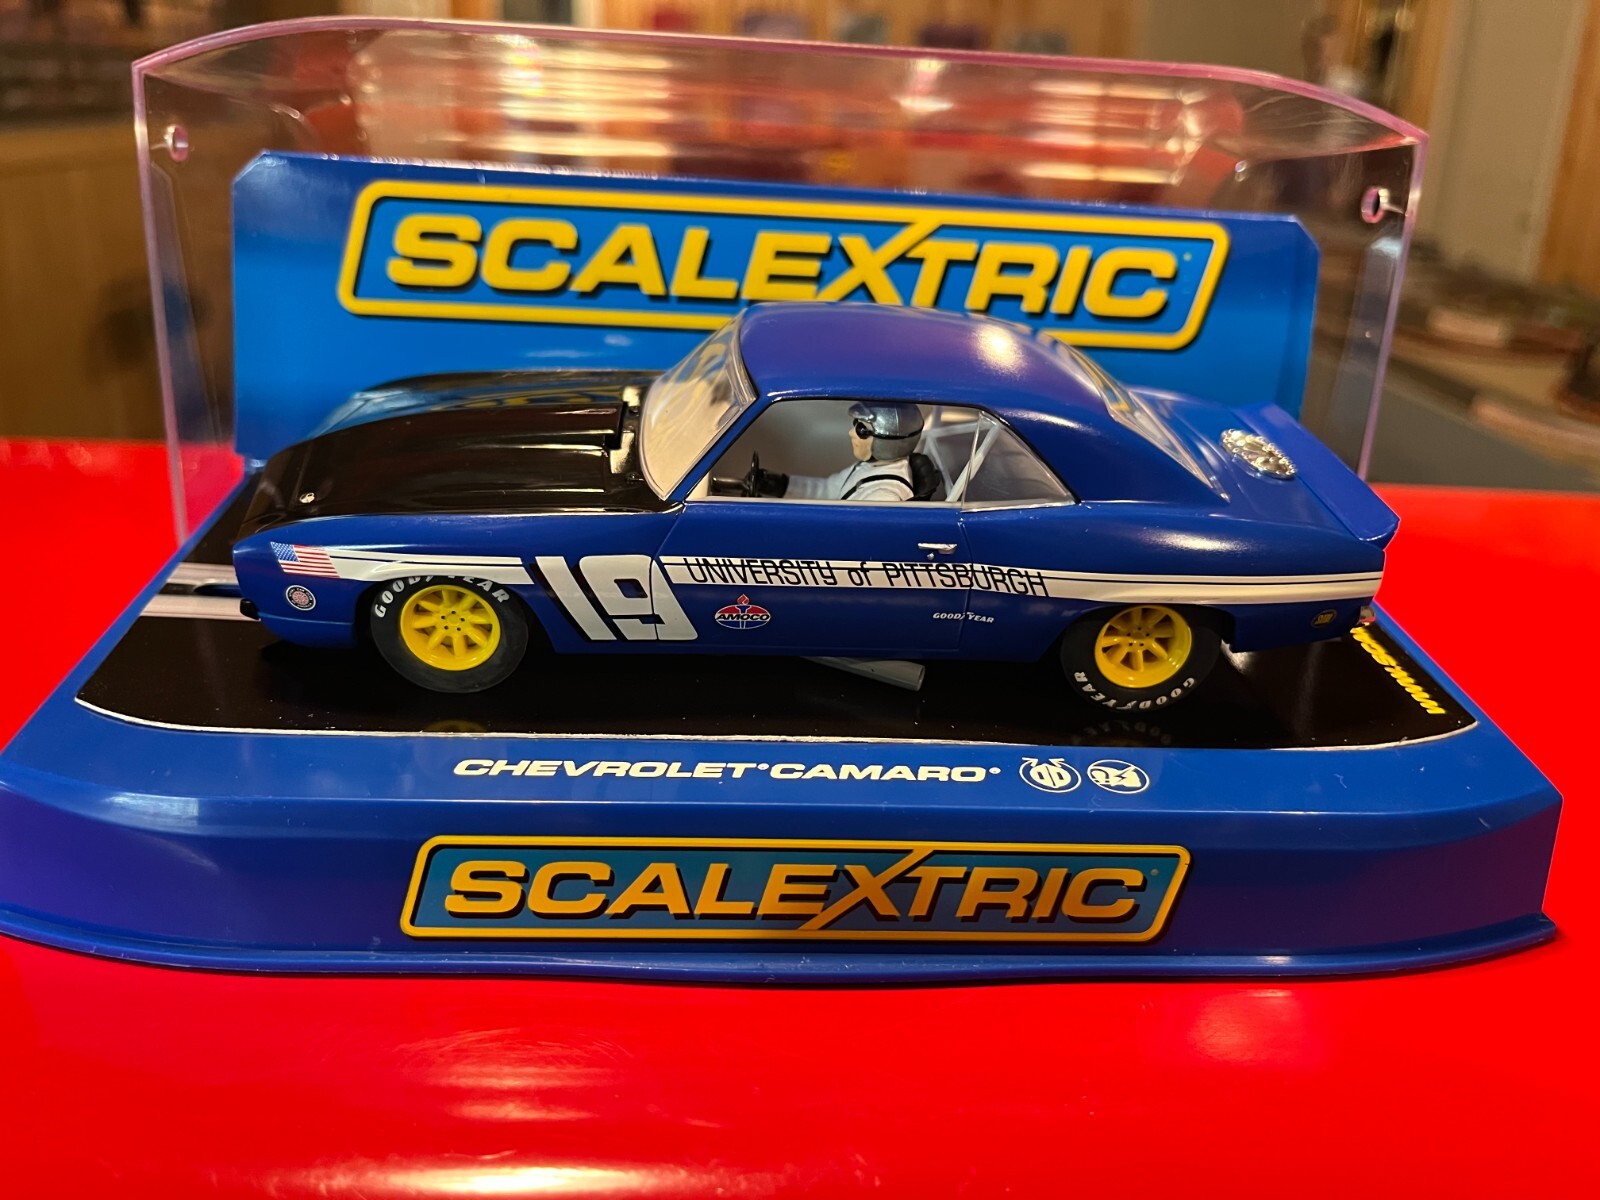 SCALEXTRIC
GOODYEAR
19
UNIVERSITY of PITTSBURGH
AMOCO
GOODYEAR
GOODYEAR
CHEVROLET CAMARO
SCALEXTRIC